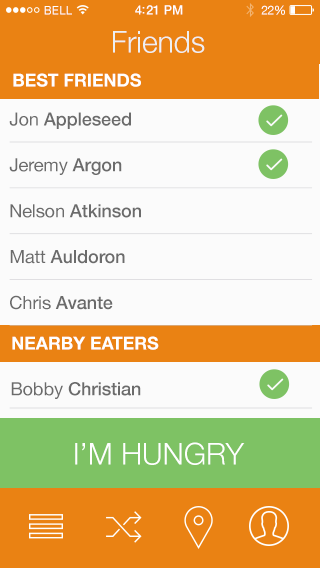 BELL 4:21 PM 22%
Friends
BEST FRIENDS
Jon Appleseed
Jeremy Argon
Nelson Atkinson
Matt Auldoron
Chris Avante
NEARBY EATERS
Bobby Christian
I'M HUNGRY